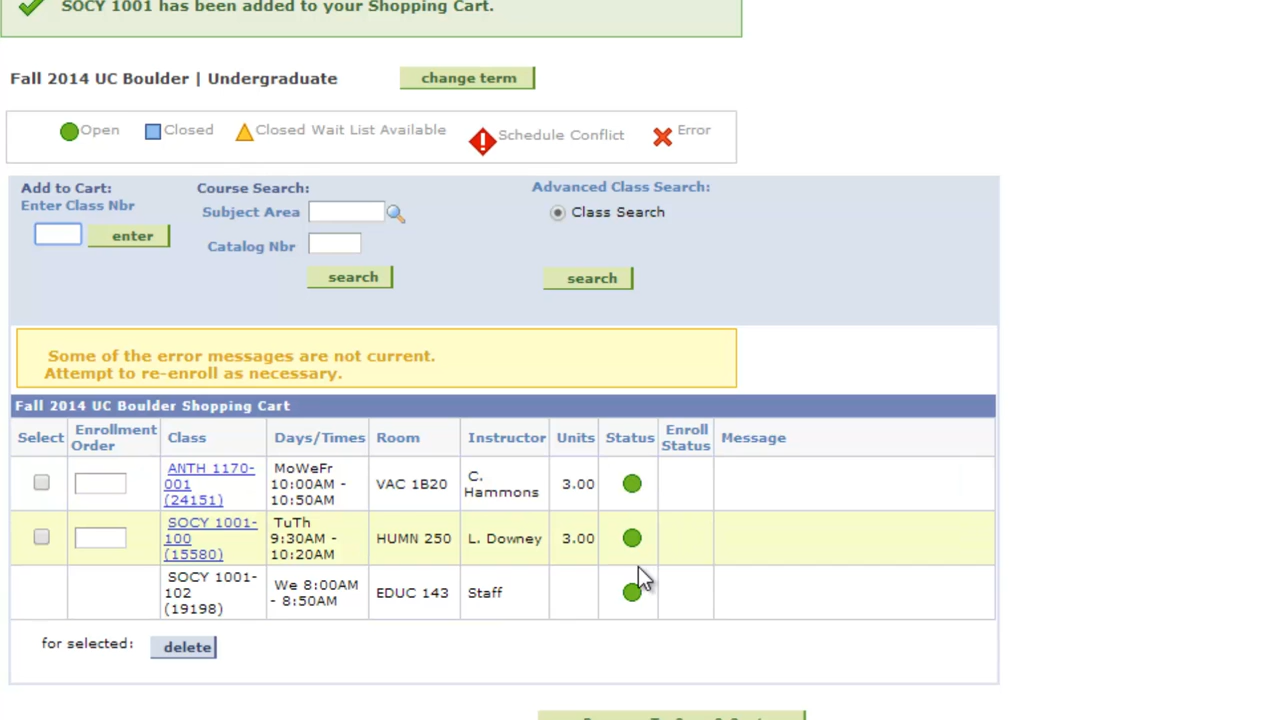 SOCY 1001 has been added to your Shopping Cart.
Fall 2014 UC Boulder | Undergraduate
change term
Open
Closed
Closed Wait List Available
Schedule Conflict
Error
Add to Cart:
Enter Class Nbr
enter
Course Search:
Subject Area
Catalog Nbr
search
Advanced Class Search:
Class Search
search
Some of the error messages are not current.
Attempt to re-enroll as necessary.
Fall 2014 UC Boulder Shopping Cart
Select
Enrollment
Order
Class
Days/Times
Room
Instructor
Units
Status
Enroll
Status
Message
ANTH 1170-
001
(24151)
MoWeFr
10:00AM -
10:50AM
VAC 1B20
C.
Hammons
3.00
SOCY 1001-
100
(15580)
TuTh
9:30AM -
10:20AM
HUMN 250
L. Downey
3.00
SOCY 1001-
102
(19198)
We 8:00AM
- 8:50AM
EDUC 143
Staff
for selected:
delete